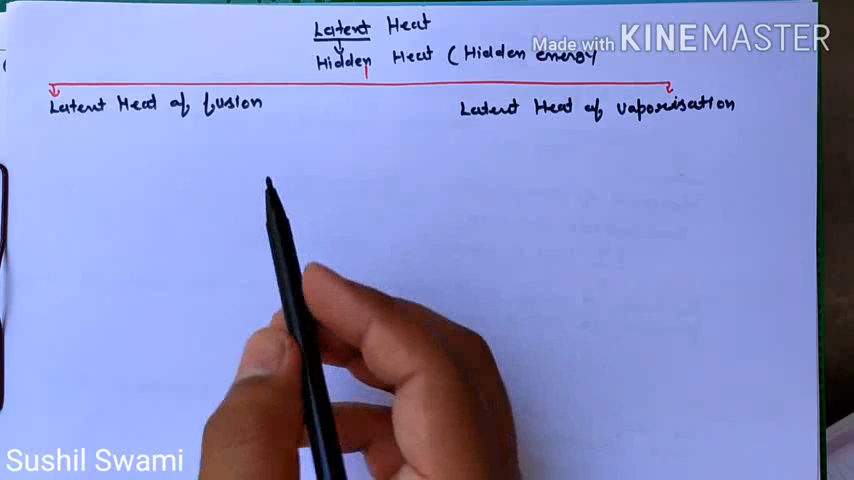 Latent Heat
Hidden Heat (Hidden energy
Made with KINEMASTER
Latent Heat of fusion
Latent Heat of vaporisation
Sushil Swami